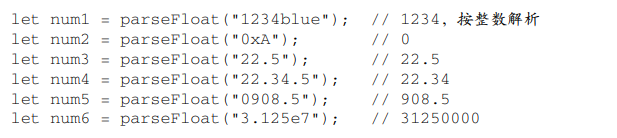 let num1 = parseFloat("1234blue");  // 1234，按整数解析
let num2 = parseFloat("0xA");       // 0
let num3 = parseFloat("22.5");      // 22.5
let num4 = parseFloat("22.34.5");   // 22.34
let num5 = parseFloat("0908.5");    // 908.5
let num6 = parseFloat("3.125e7");   // 31250000